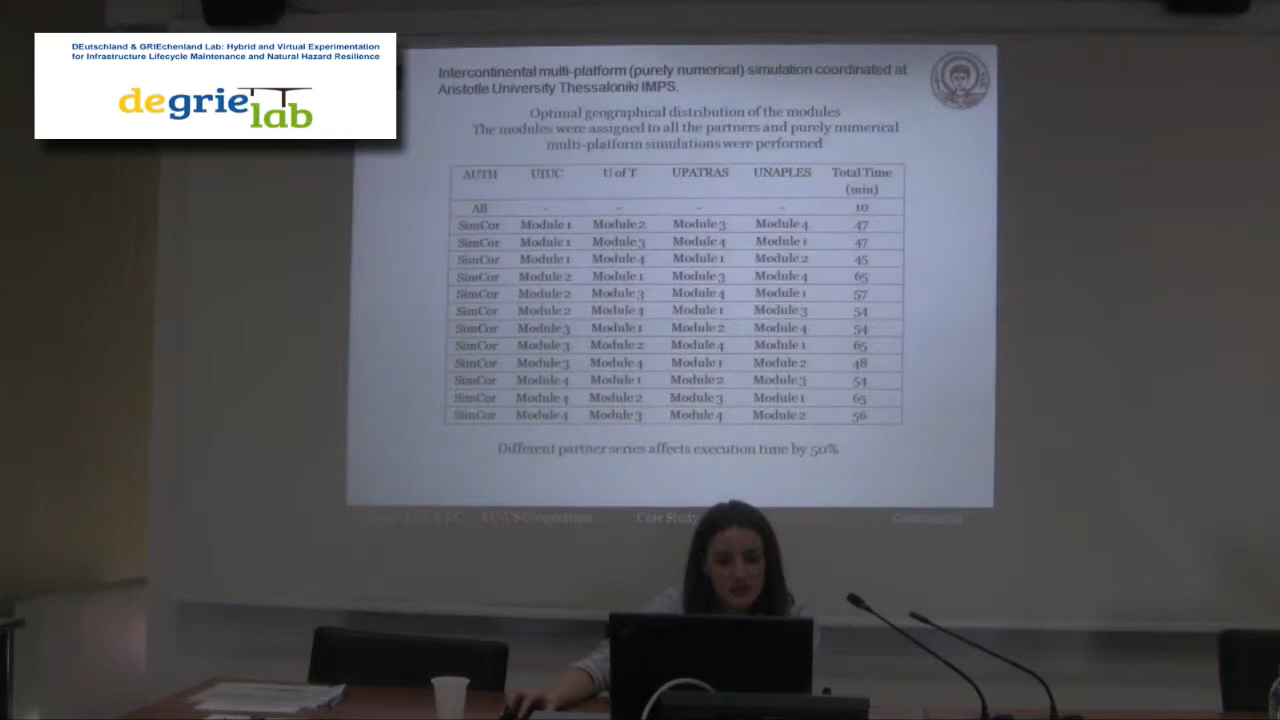 DEutschland & GRIEchenland Lab: Hybrid and Virtual Experimentation
for Infrastructure Lifecycle Maintenance and Natural Hazard Resilience
degrie lab
Intercontinental multi-platform (purely numerical) simulation coordinated at
Aristotle University Thessaloniki IMPS.
Optimal geographical distribution of the modules
The modules were assigned to all the partners and purely numerical
multi-platform simulations were performed
AUTH UIUC U of T UPATRAS UNAPLES Total Time
(min)
All - - - - 10
SimCor Module 1 Module 2 Module 3 Module 4 47
SimCor Module 1 Module 3 Module 4 Module 1 47
SimCor Module 1 Module 4 Module 1 Module 2 45
SimCor Module 2 Module 1 Module 3 Module 4 65
SimCor Module 2 Module 3 Module 4 Module 1 57
SimCor Module 2 Module 4 Module 1 Module 3 54
SimCor Module 3 Module 1 Module 2 Module 4 54
SimCor Module 3 Module 2 Module 4 Module 1 65
SimCor Module 3 Module 4 Module 1 Module 2 48
SimCor Module 4 Module 1 Module 2 Module 3 54
SimCor Module 4 Module 2 Module 3 Module 1 65
SimCor Module 4 Module 3 Module 4 Module 2 56
Different partner series affects execution time by 50%
EU-US Cooperation Case Study